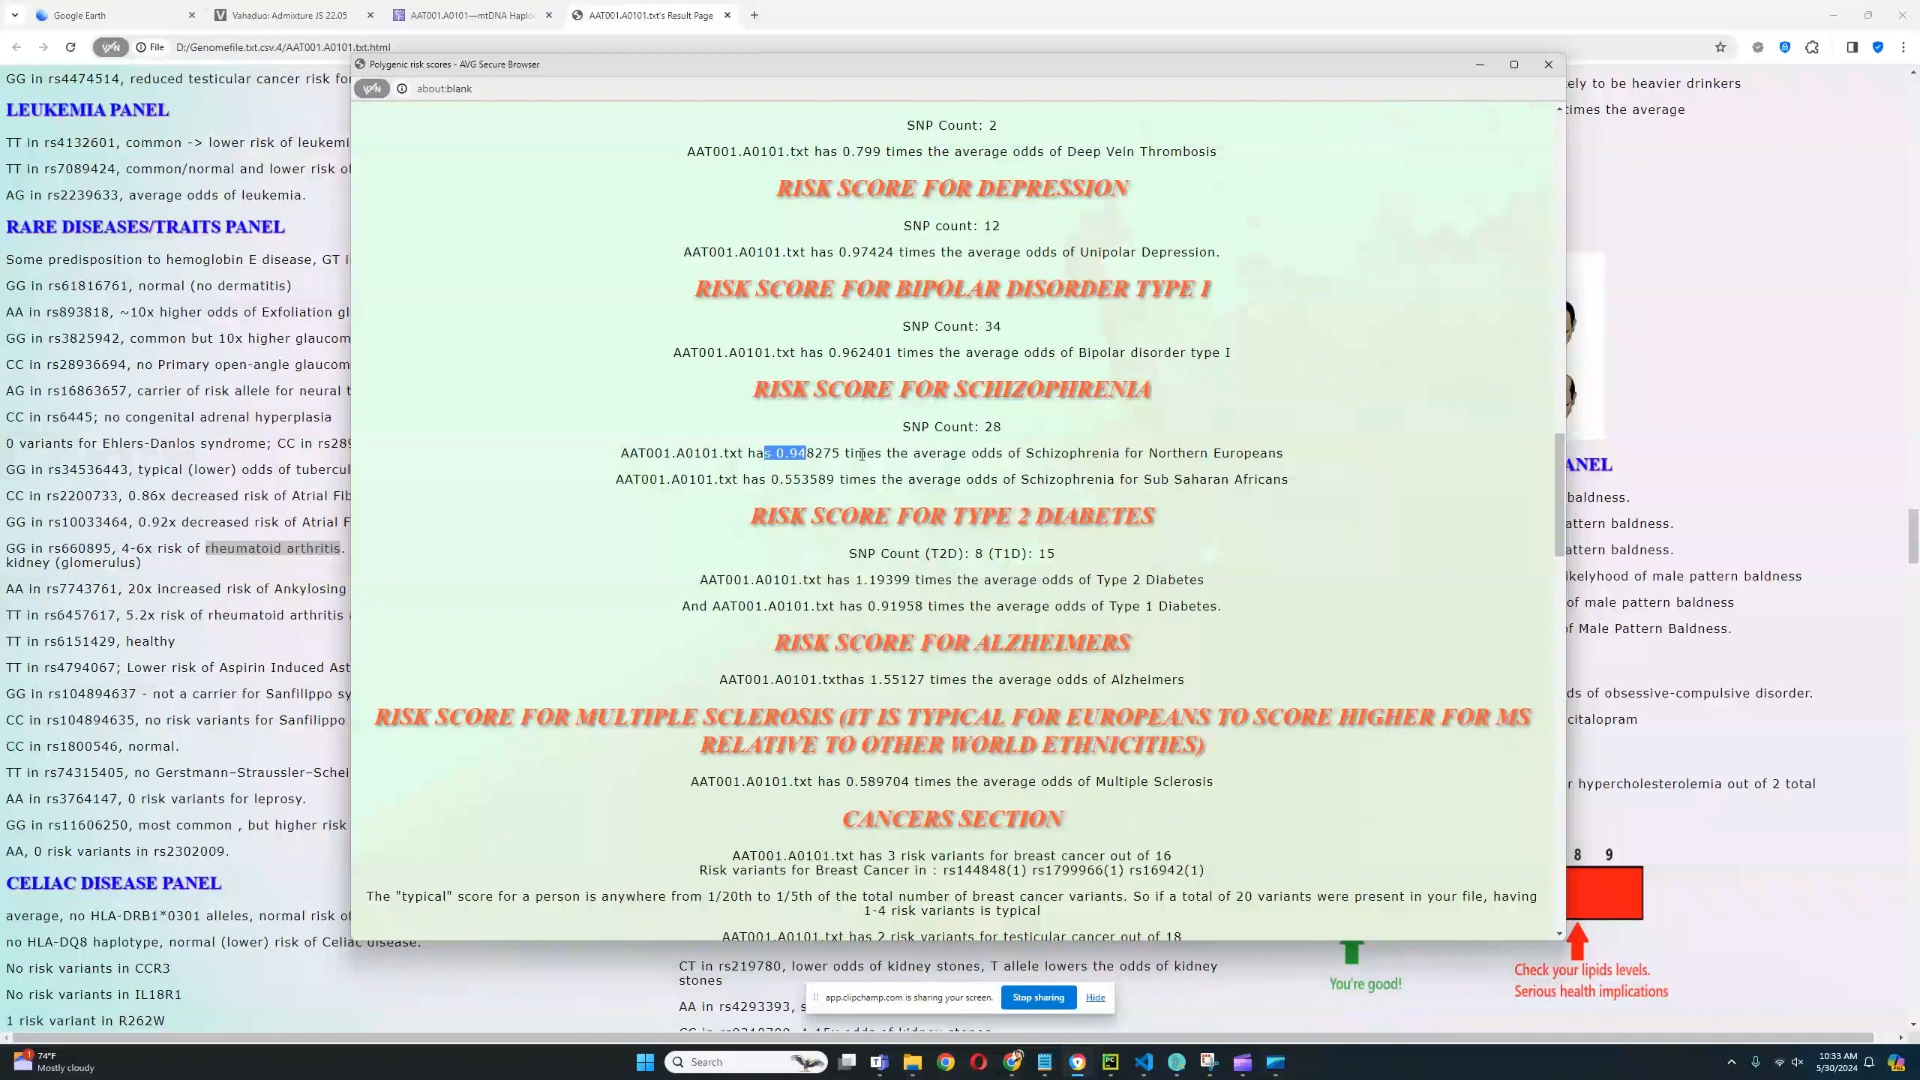 Google Earth
Vahaduo: Admixture JS 22.05
AAT001.A0101—mtDNA Haplo
AAT001.A0101.txt's Result Page
VPN
File
D:/Genomefile.txt.csv.4/AAT001.A0101.txt.html
Polygenic risk scores - AVG Secure Browser
VPN
about:blank
GG in rs4474514, reduced testicular cancer risk for
LEUKEMIA PANEL
TT in rs4132601, common -> lower risk of leukemi
TT in rs7089424, common/normal and lower risk of
AG in rs2239633, average odds of leukemia.
RARE DISEASES/TRAITS PANEL
Some predisposition to hemoglobin E disease, GT i
GG in rs61816761, normal (no dermatitis)
AA in rs893818, ~10x higher odds of Exfoliation gl
GG in rs3825942, common but 10x higher glaucom
CC in rs28936694, no Primary open-angle glaucom
AG in rs16863657, carrier of risk allele for neural t
CC in rs6445; no congenital adrenal hyperplasia
0 variants for Ehlers-Danlos syndrome; CC in rs289
GG in rs34536443, typical (lower) odds of tubercul
CC in rs2200733, 0.86x decreased risk of Atrial Fib
GG in rs10033464, 0.92x decreased risk of Atrial F
GG in rs660895, 4-6x risk of rheumatoid arthritis.
kidney (glomerulus)
AA in rs7743761, 20x increased risk of Ankylosing
TT in rs6457617, 5.2x risk of rheumatoid arthritis
TT in rs6151429, healthy
TT in rs4794067; Lower risk of Aspirin Induced Ast
GG in rs104894637 - not a carrier for Sanfilippo sy
CC in rs104894635, no risk variants for Sanfilippo
CC in rs1800546, normal.
TT in rs74315405, no Gerstmann–Straussler–Schei
AA in rs3764147, 0 risk variants for leprosy.
GG in rs11606250, most common , but higher risk
AA, 0 risk variants in rs2302009.
CELIAC DISEASE PANEL
average, no HLA-DRB1*0301 alleles, normal risk of
no HLA-DQ8 haplotype, normal (lower) risk of Celiac disease.
No risk variants in CCR3
No risk variants in IL18R1
1 risk variant in R262W
SNP Count: 2
AAT001.A0101.txt has 0.799 times the average odds of Deep Vein Thrombosis
RISK SCORE FOR DEPRESSION
SNP count: 12
AAT001.A0101.txt has 0.97424 times the average odds of Unipolar Depression.
RISK SCORE FOR BIPOLAR DISORDER TYPE I
SNP Count: 34
AAT001.A0101.txt has 0.962401 times the average odds of Bipolar disorder type I
RISK SCORE FOR SCHIZOPHRENIA
SNP Count: 28
AAT001.A0101.txt has 0.948275 times the average odds of Schizophrenia for Northern Europeans
AAT001.A0101.txt has 0.553589 times the average odds of Schizophrenia for Sub Saharan Africans
RISK SCORE FOR TYPE 2 DIABETES
SNP Count (T2D): 8 (T1D): 15
AAT001.A0101.txt has 1.19399 times the average odds of Type 2 Diabetes
And AAT001.A0101.txt has 0.91958 times the average odds of Type 1 Diabetes.
RISK SCORE FOR ALZHEIMERS
AAT001.A0101.txthas 1.55127 times the average odds of Alzheimers
RISK SCORE FOR MULTIPLE SCLEROSIS (IT IS TYPICAL FOR EUROPEANS TO SCORE HIGHER FOR MS
RELATIVE TO OTHER WORLD ETHNICITIES)
AAT001.A0101.txt has 0.589704 times the average odds of Multiple Sclerosis
CANCERS SECTION
AAT001.A0101.txt has 3 risk variants for breast cancer out of 16
Risk variants for Breast Cancer in : rs144848(1) rs1799966(1) rs16942(1)
The "typical" score for a person is anywhere from 1/20th to 1/5th of the total number of breast cancer variants. So if a total of 20 variants were present in your file, having
1-4 risk variants is typical
AAT001.A0101.txt has 2 risk variants for testicular cancer out of 18
CT in rs219780, lower odds of kidney stones, T allele lowers the odds of kidney
stones
AA in rs4293393, s
app.clipchamp.com is sharing your screen.
Stop sharing
Hide
ely to be heavier drinkers
imes the average
ANEL
baldness.
attern baldness.
attern baldness.
ikelyhood of male pattern baldness
of male pattern baldness
f Male Pattern Baldness.
ds of obsessive-compulsive disorder.
citalopram
r hypercholesterolemia out of 2 total
8 9
You're good!
Check your lipids levels.
Serious health implications
1
74°F
Mostly cloudy
Search
10:33 AM
5/30/2024